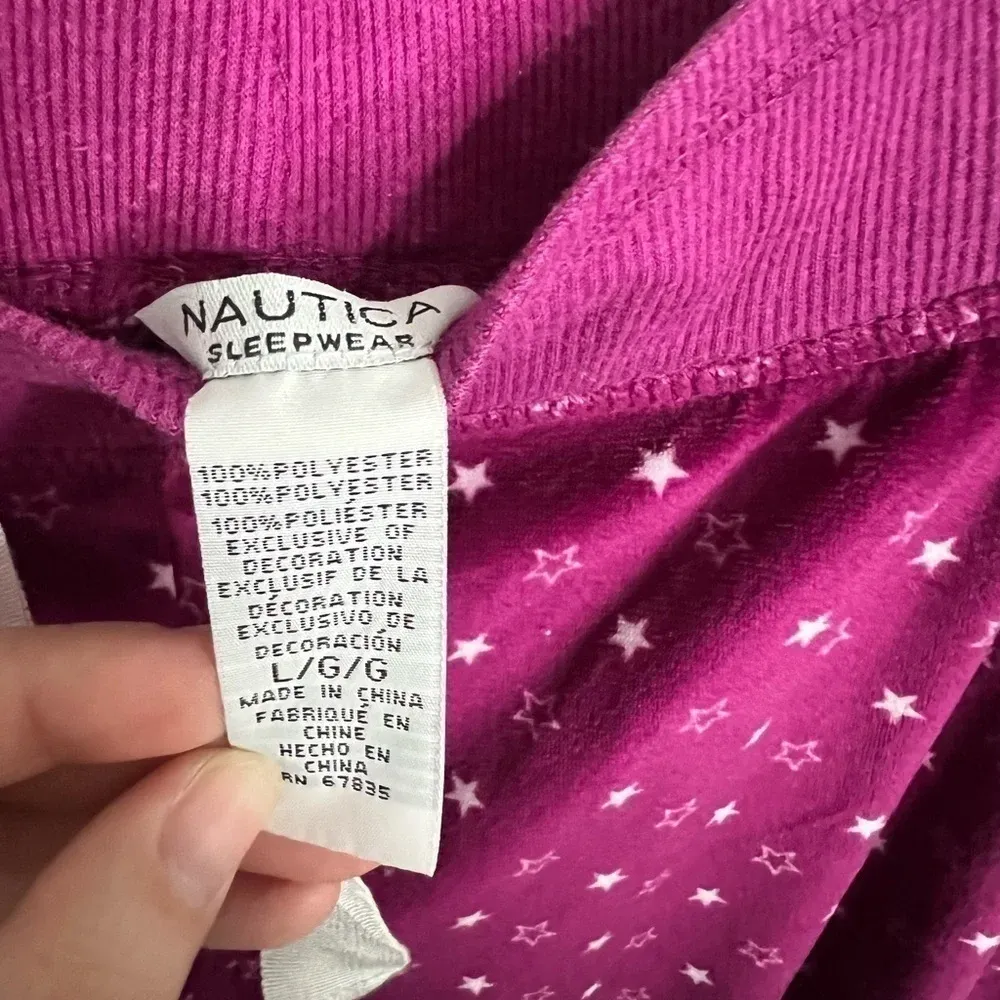 NAUTICA
SLEEPWEAR
100% POLYESTER
100% POLYESTER
100% POLIÉSTER
EXCLUSIVE OF
DECORATION
EXCLUSIF DE LA
DÉCORATION
EXCLUSIVO DE
DECORACIÓN
L/G/G
MADE IN CHINA
FABRIQUÉ EN
CHINE
HECHO EN
CHINA
RN 67835